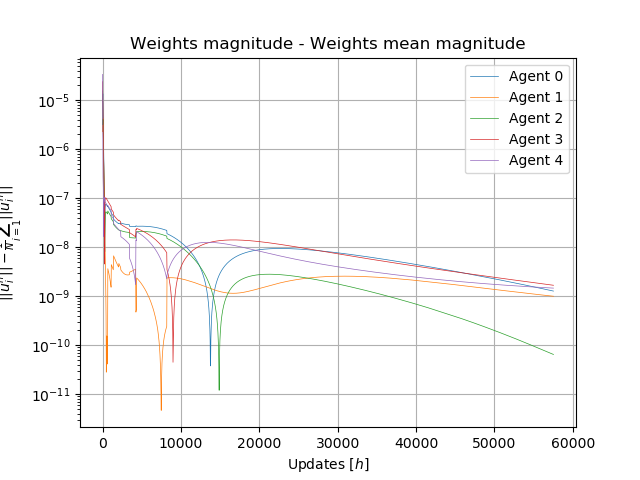 Weights magnitude - Weights mean magnitude
Agent 0
Agent 1
Agent 2
Agent 3
Agent 4
10⁻⁵
10⁻⁶
10⁻⁷
10⁻⁸
10⁻⁹
10⁻¹⁰
10⁻¹¹
0 10000 20000 30000 40000 50000 60000
Updates [h]